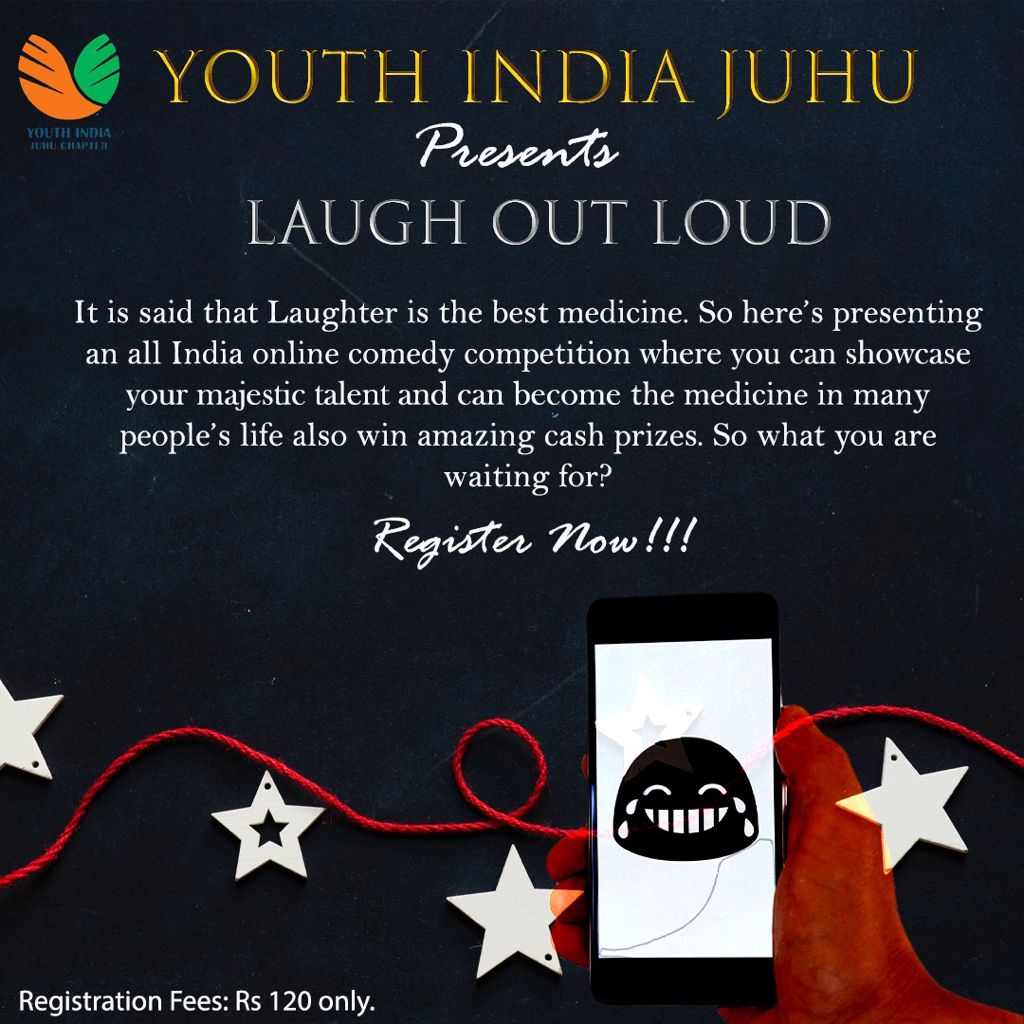 YOUTH INDIA JUHU
YOUTH INDIA
JUHU CHAPTER
Presents
LAUGH OUT LOUD
It is said that Laughter is the best medicine. So here’s presenting
an all India online comedy competition where you can showcase
your majestic talent and can become the medicine in many
people’s life also win amazing cash prizes. So what you are
waiting for?
Register Now!!!
Registration Fees: Rs 120 only.